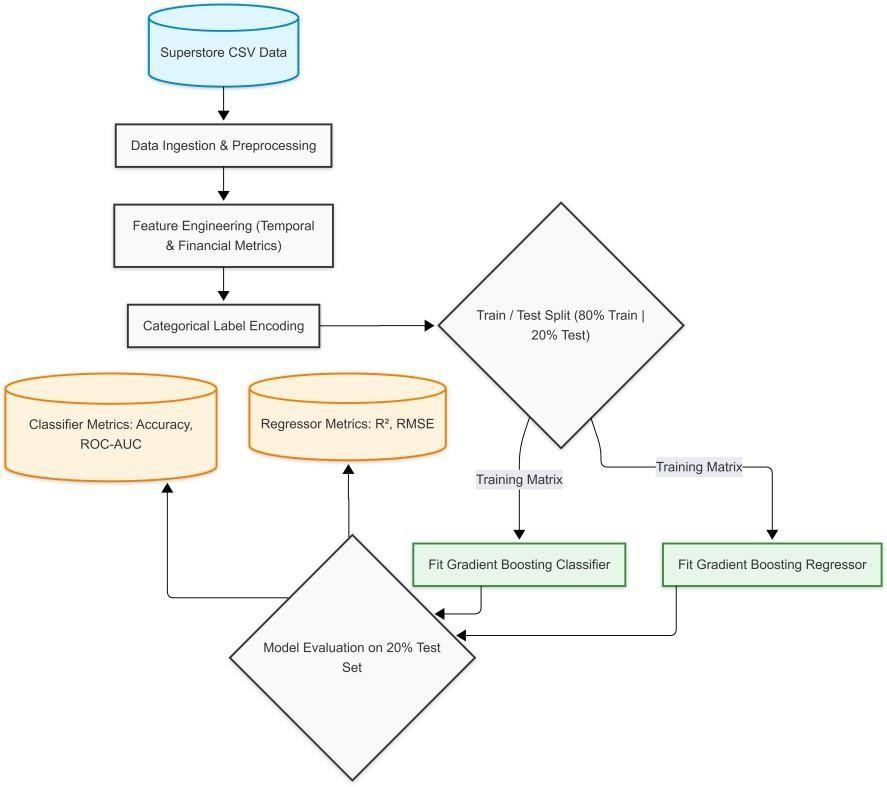 Superstore CSV Data
Data Ingestion & Preprocessing
Feature Engineering (Temporal
& Financial Metrics)
Categorical Label Encoding
Train / Test Split (80% Train |
20% Test)
Classifier Metrics: Accuracy,
ROC-AUC
Regressor Metrics: R², RMSE
Training Matrix
Training Matrix
Fit Gradient Boosting Classifier
Fit Gradient Boosting Regressor
Model Evaluation on 20% Test
Set